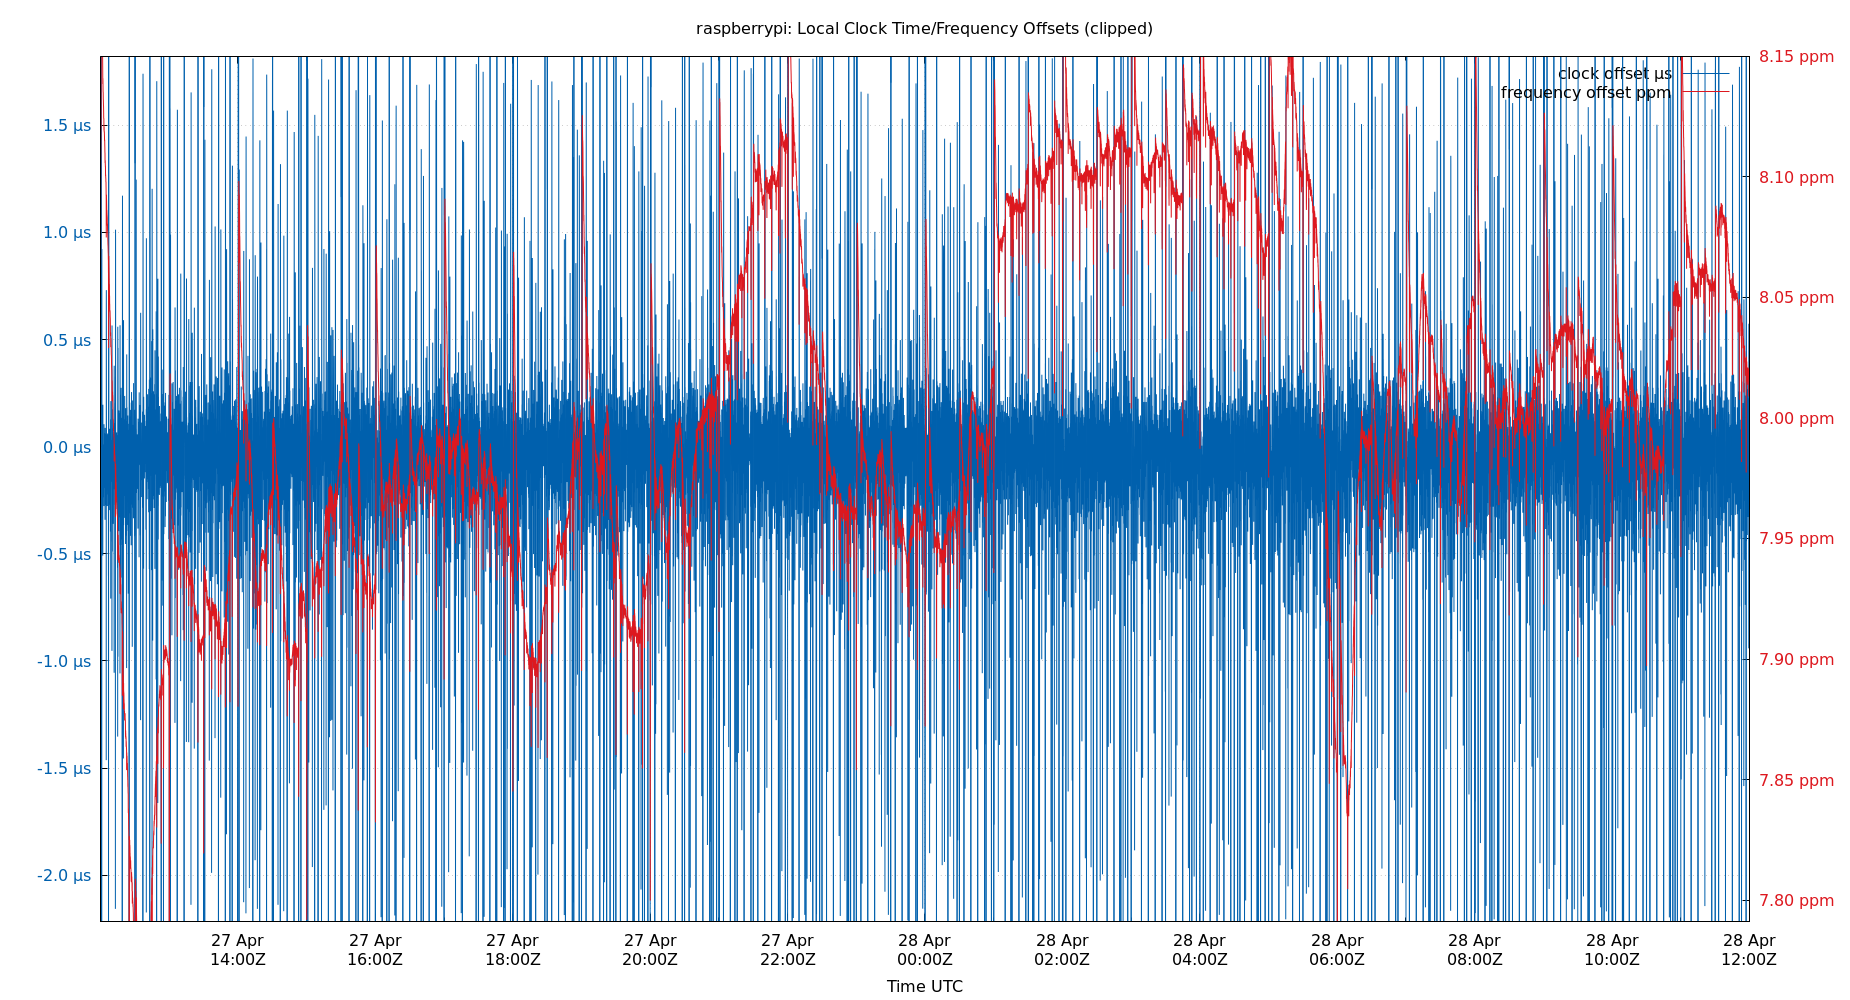 raspberrypi: Local Clock Time/Frequency Offsets (clipped)
8.15 ppm
clock offset µs
frequency offset ppm
1.5 µs
8.10 ppm
1.0 µs
8.05 ppm
0.5 µs
8.00 ppm
0.0 µs
7.95 ppm
-0.5 µs
7.90 ppm
-1.0 µs
7.85 ppm
-1.5 µs
-2.0 µs
7.80 ppm
27 Apr 27 Apr 27 Apr 27 Apr 27 Apr 28 Apr 28 Apr 28 Apr 28 Apr 28 Apr 28 Apr 28 Apr
14:00Z 16:00Z 18:00Z 20:00Z 22:00Z 00:00Z 02:00Z 04:00Z 06:00Z 08:00Z 10:00Z 12:00Z
Time UTC